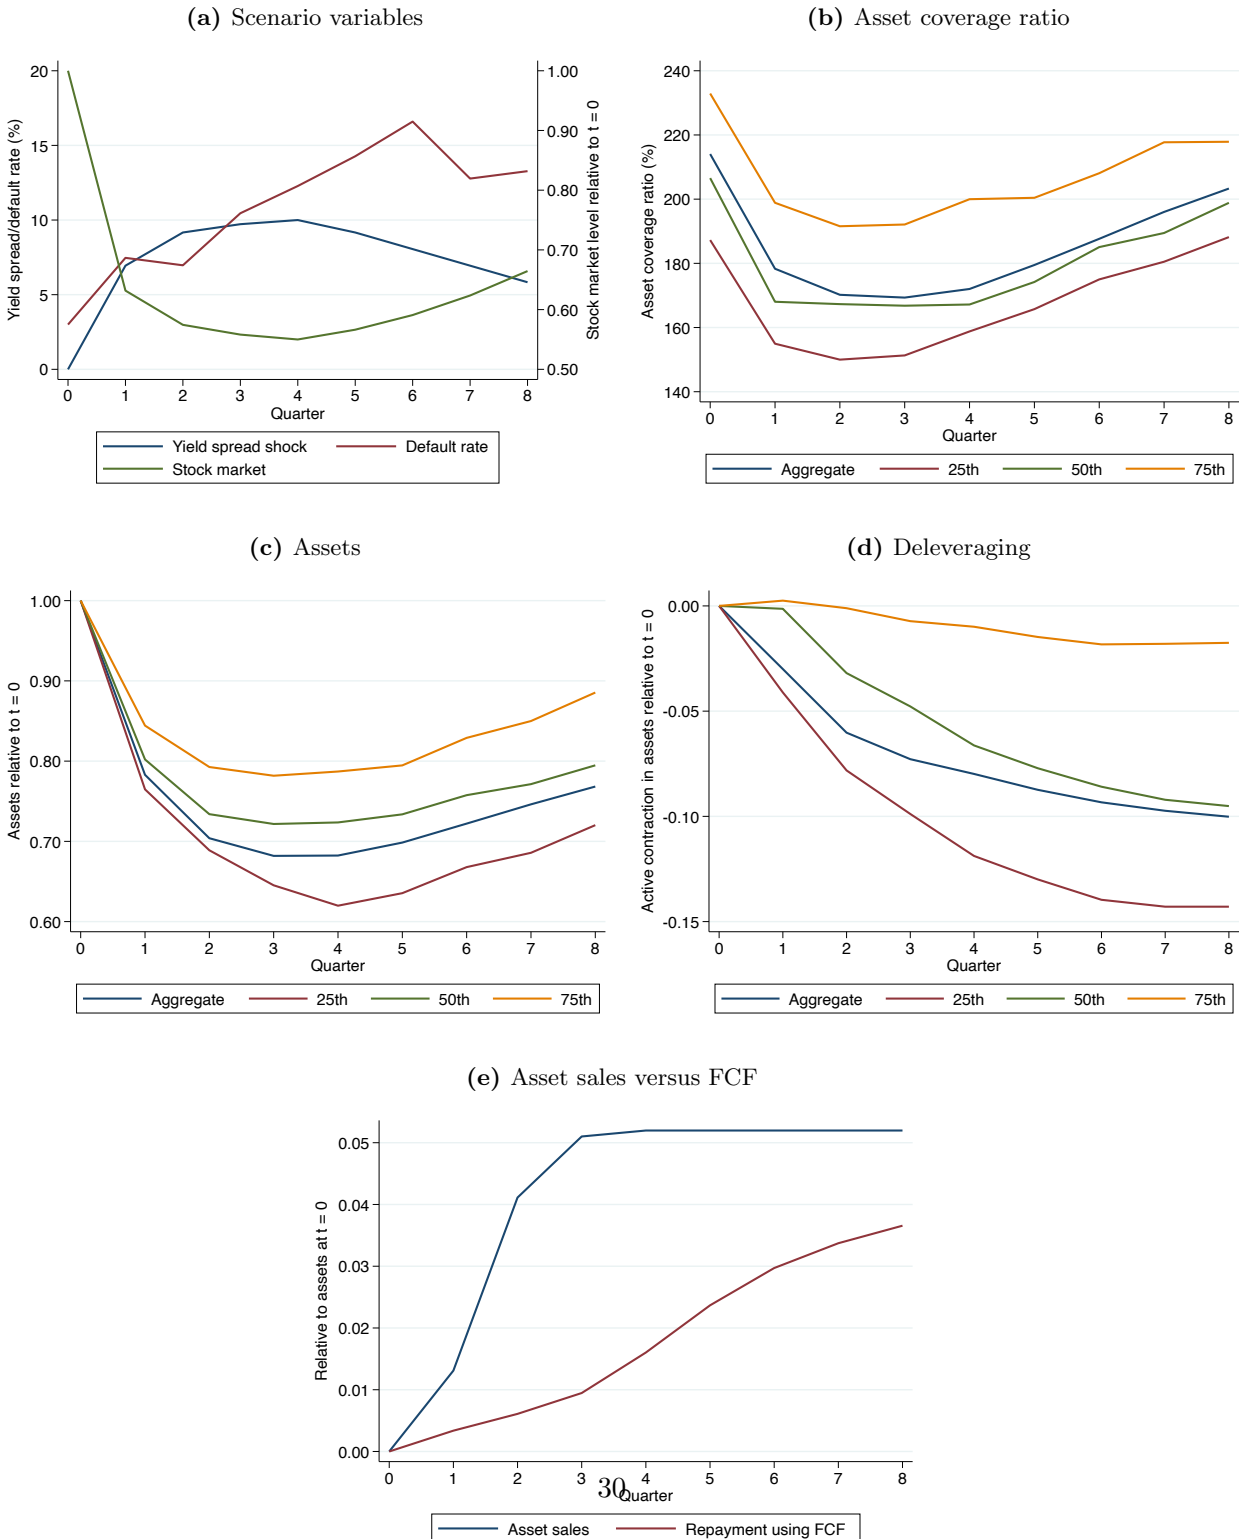 (a) Scenario variables
Yield spread/default rate (%)
20
15
10
5
0
1.00
0.90
0.80
0.70
0.60
0.50
Stock market level relative to t = 0
0 1 2 3 4 5 6 7 8
Quarter
Yield spread shock
Default rate
Stock market
(b) Asset coverage ratio
Asset coverage ratio (%)
240
220
200
180
160
140
0 1 2 3 4 5 6 7 8
Quarter
Aggregate 25th 50th 75th
(c) Assets
Assets relative to t = 0
1.00
0.90
0.80
0.70
0.60
0 1 2 3 4 5 6 7 8
Quarter
Aggregate 25th 50th 75th
(d) Deleveraging
Active contraction in assets relative to t = 0
0.00
-0.05
-0.10
-0.15
0 1 2 3 4 5 6 7 8
Quarter
Aggregate 25th 50th 75th
(e) Asset sales versus FCF
Relative to assets at t = 0
0.05
0.04
0.03
0.02
0.01
0.00
0 1 2 3 4 5 6 7 8
Quarter
30
Asset sales Repayment using FCF